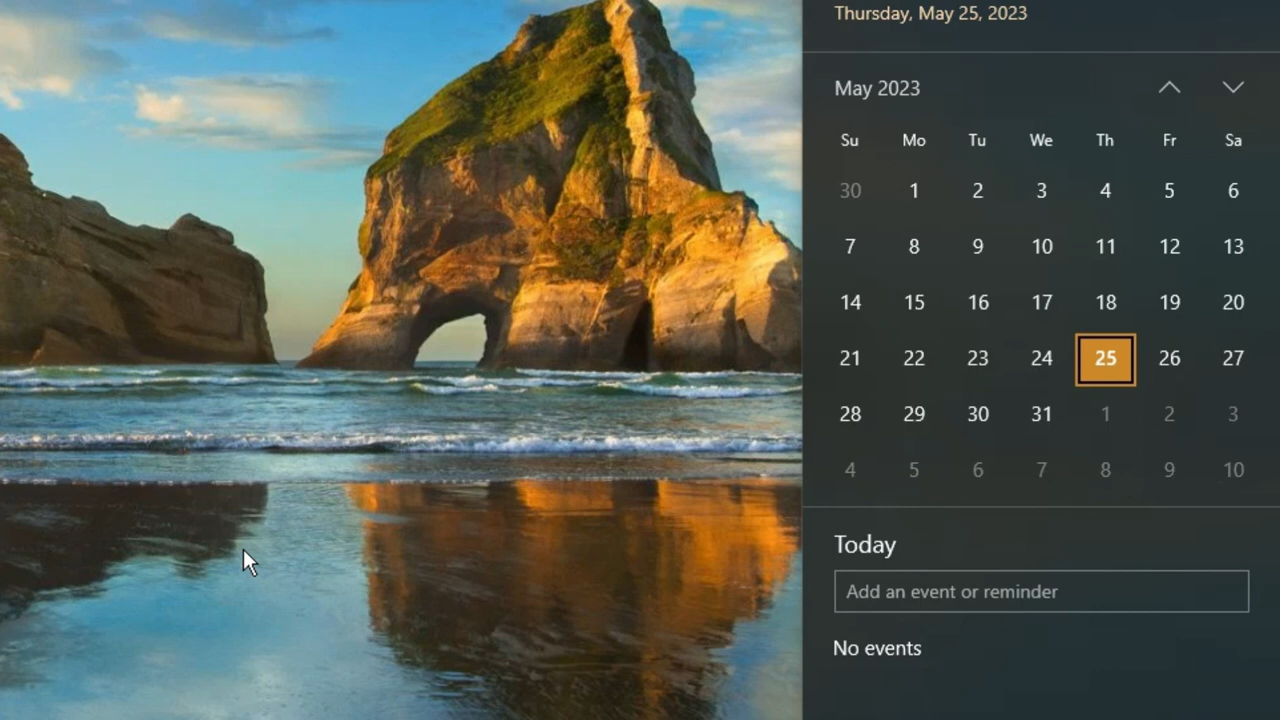 Thursday, May 25, 2023
May 2023
Su Mo Tu We Th Fr Sa
30 1 2 3 4 5 6
7 8 9 10 11 12 13
14 15 16 17 18 19 20
21 22 23 24 25 26 27
28 29 30 31 1 2 3
4 5 6 7 8 9 10
Today
Add an event or reminder
No events